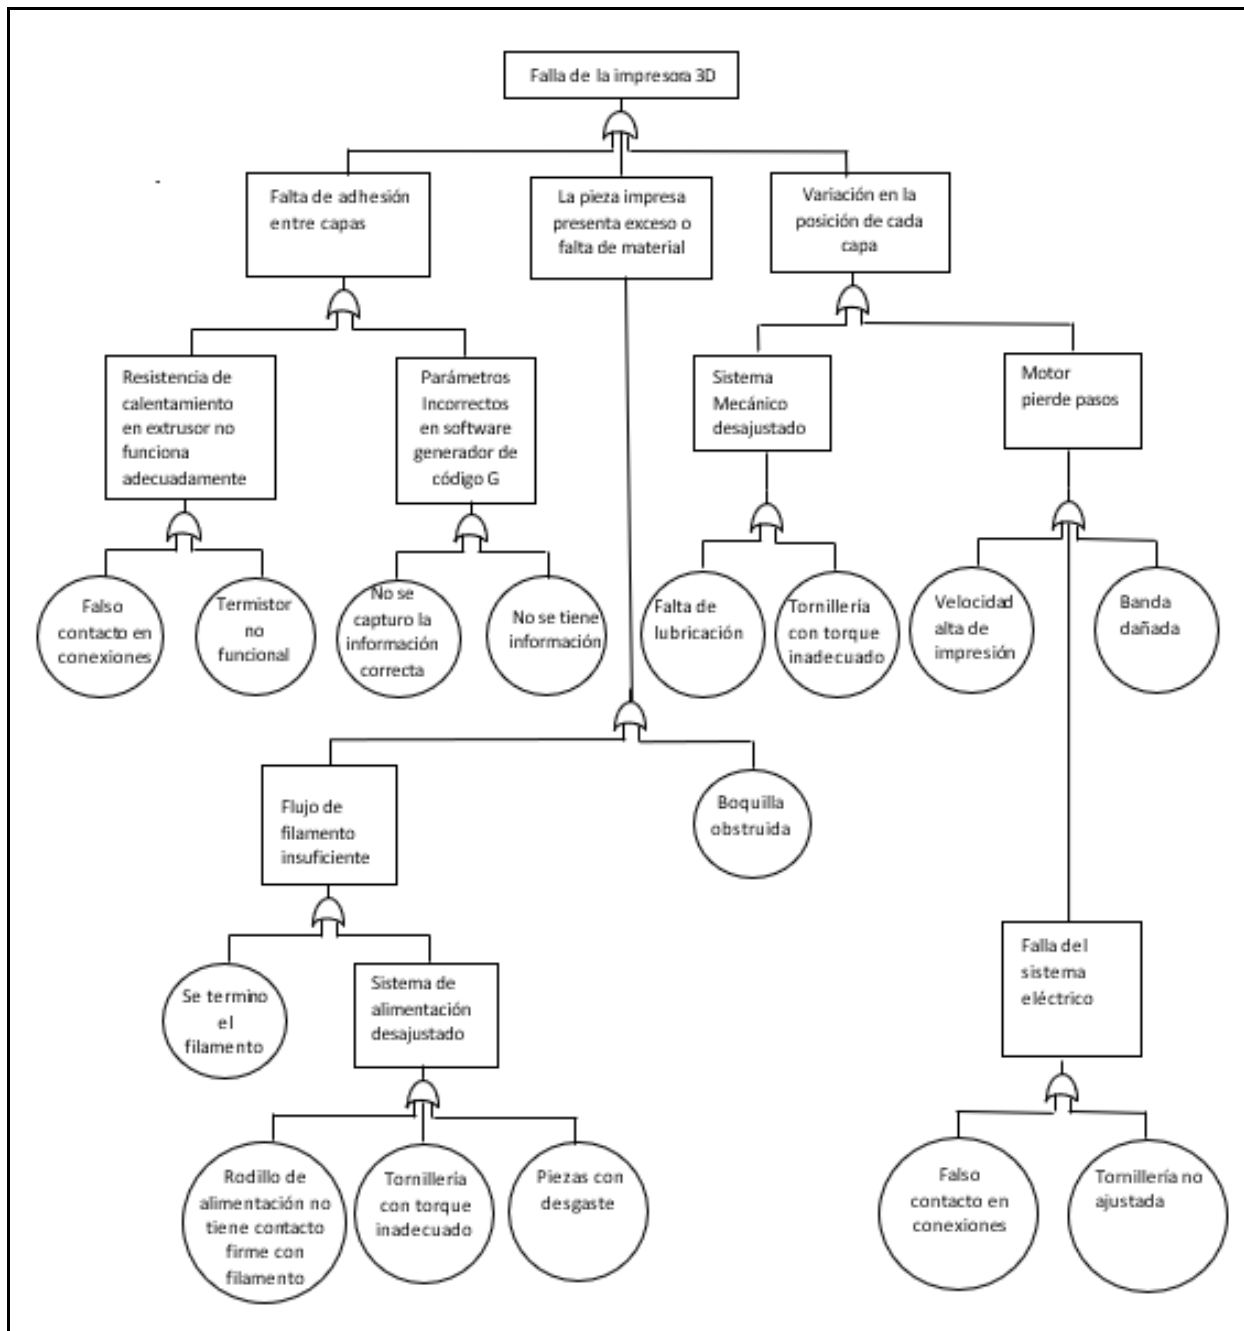 Falla de la impresora 3D
Falta de adhesión
entre capas
La pieza impresa
presenta exceso o
falta de material
Variación en la
posición de cada
capa
Resistencia de
calentamiento
en extrusor no
funciona
adecuadamente
Parámetros
Incorrectos
en software
generador de
código G
Sistema
Mecánico
desajustado
Motor
pierde pasos
Falso
contacto en
conexiones
Termistor
no
funcional
No se
capturo la
información
correcta
No se tiene
información
Falta de
lubricación
Tornillería
con torque
inadecuado
Velocidad
alta de
impresión
Banda
dañada
Flujo de
filamento
insuficiente
Boquilla
obstruida
Se termino
el
filamento
Sistema de
alimentación
desajustado
Falla del
sistema
eléctrico
Rodillo de
alimentación no
tiene contacto
firme con
filamento
Tornillería
con torque
inadecuado
Piezas con
desgaste
Falso
contacto en
conexiones
Tornillería no
ajustada